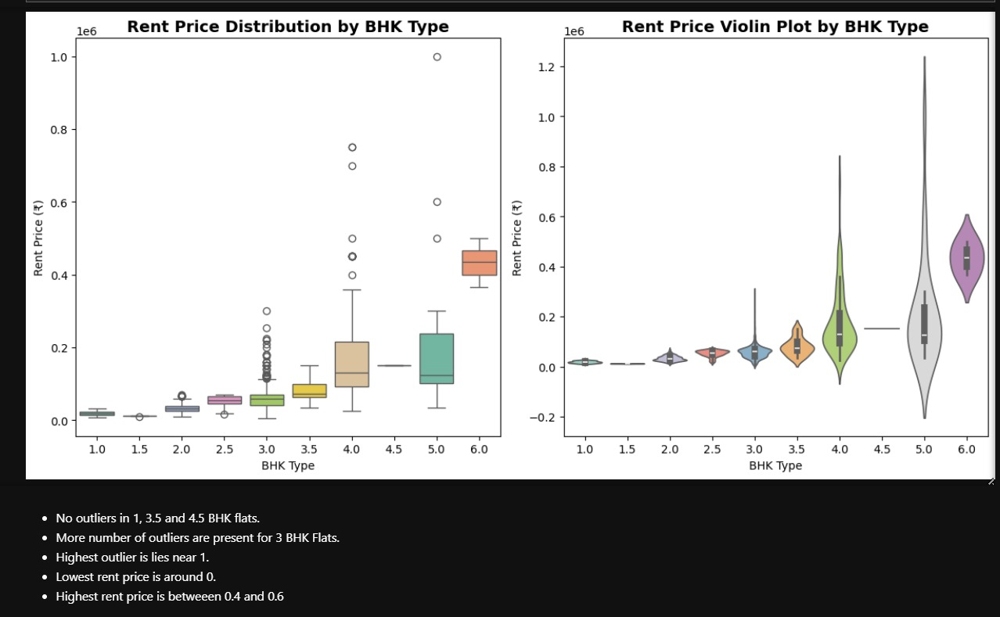 Rent Price Distribution by BHK Type
1e6
1.0
0.8
0.6
0.4
0.2
0.0
Rent Price (₹)
1.0 1.5 2.0 2.5 3.0 3.5 4.0 4.5 5.0 6.0
BHK Type
Rent Price Violin Plot by BHK Type
1e6
1.2
1.0
0.8
0.6
0.4
0.2
0.0
−0.2
Rent Price (₹)
1.0 1.5 2.0 2.5 3.0 3.5 4.0 4.5 5.0 6.0
BHK Type
• No outliers in 1, 3.5 and 4.5 BHK flats.
• More number of outliers are present for 3 BHK Flats.
• Highest outlier is lies near 1.
• Lowest rent price is around 0.
• Highest rent price is betweeen 0.4 and 0.6